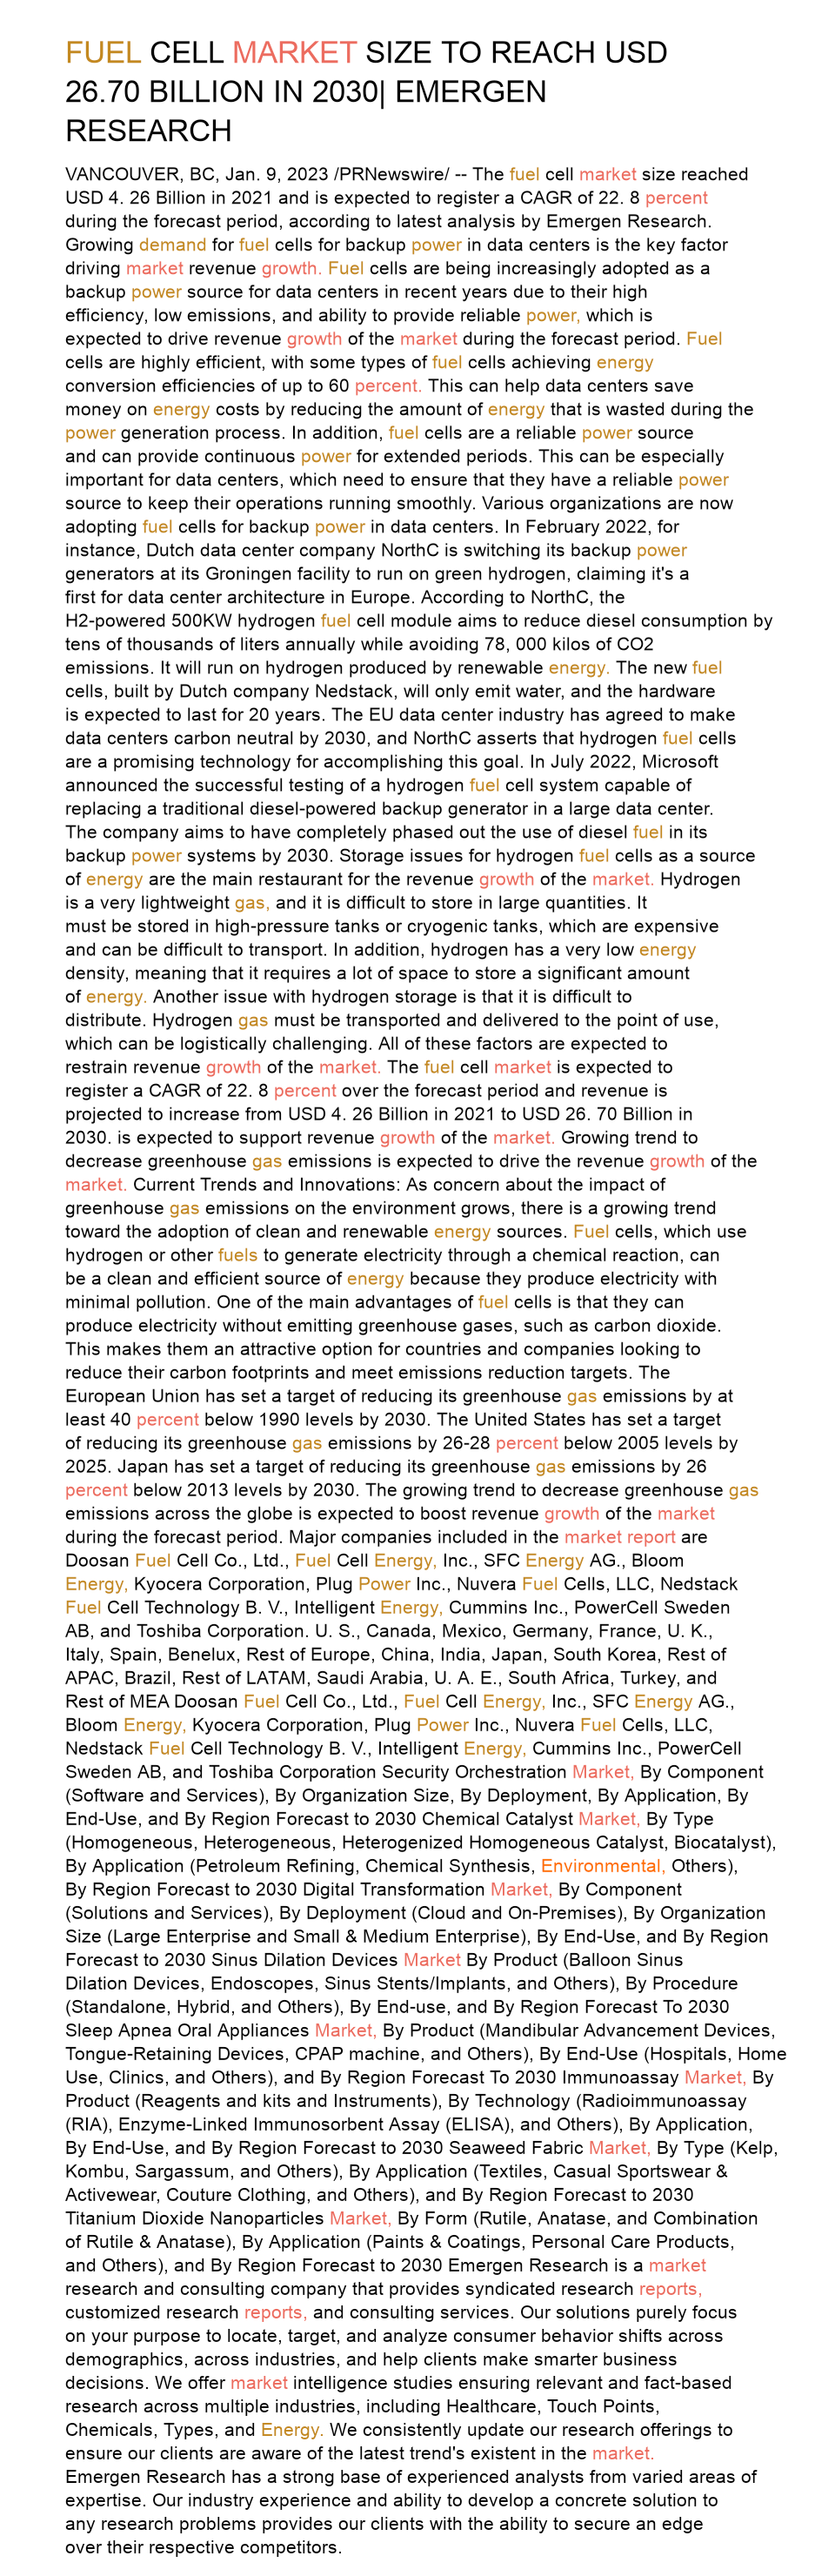 FUEL CELL MARKET SIZE TO REACH USD
26.70 BILLION IN 2030| EMERGEN
RESEARCH
VANCOUVER, BC, Jan. 9, 2023 /PRNewswire/ -- The fuel cell market size reached
USD 4. 26 Billion in 2021 and is expected to register a CAGR of 22. 8 percent
during the forecast period, according to latest analysis by Emergen Research.
Growing demand for fuel cells for backup power in data centers is the key factor
driving market revenue growth. Fuel cells are being increasingly adopted as a
backup power source for data centers in recent years due to their high
efficiency, low emissions, and ability to provide reliable power, which is
expected to drive revenue growth of the market during the forecast period. Fuel
cells are highly efficient, with some types of fuel cells achieving energy
conversion efficiencies of up to 60 percent. This can help data centers save
money on energy costs by reducing the amount of energy that is wasted during the
power generation process. In addition, fuel cells are a reliable power source
and can provide continuous power for extended periods. This can be especially
important for data centers, which need to ensure that they have a reliable power
source to keep their operations running smoothly. Various organizations are now
adopting fuel cells for backup power in data centers. In February 2022, for
instance, Dutch data center company NorthC is switching its backup power
generators at its Groningen facility to run on green hydrogen, claiming it's a
first for data center architecture in Europe. According to NorthC, the
H2-powered 500KW hydrogen fuel cell module aims to reduce diesel consumption by
tens of thousands of liters annually while avoiding 78, 000 kilos of CO2
emissions. It will run on hydrogen produced by renewable energy. The new fuel
cells, built by Dutch company Nedstack, will only emit water, and the hardware
is expected to last for 20 years. The EU data center industry has agreed to make
data centers carbon neutral by 2030, and NorthC asserts that hydrogen fuel cells
are a promising technology for accomplishing this goal. In July 2022, Microsoft
announced the successful testing of a hydrogen fuel cell system capable of
replacing a traditional diesel-powered backup generator in a large data center.
The company aims to have completely phased out the use of diesel fuel in its
backup power systems by 2030. Storage issues for hydrogen fuel cells as a source
of energy are the main restaurant for the revenue growth of the market. Hydrogen
is a very lightweight gas, and it is difficult to store in large quantities. It
must be stored in high-pressure tanks or cryogenic tanks, which are expensive
and can be difficult to transport. In addition, hydrogen has a very low energy
density, meaning that it requires a lot of space to store a significant amount
of energy. Another issue with hydrogen storage is that it is difficult to
distribute. Hydrogen gas must be transported and delivered to the point of use,
which can be logistically challenging. All of these factors are expected to
restrain revenue growth of the market. The fuel cell market is expected to
register a CAGR of 22. 8 percent over the forecast period and revenue is
projected to increase from USD 4. 26 Billion in 2021 to USD 26. 70 Billion in
2030. is expected to support revenue growth of the market. Growing trend to
decrease greenhouse gas emissions is expected to drive the revenue growth of the
market. Current Trends and Innovations: As concern about the impact of
greenhouse gas emissions on the environment grows, there is a growing trend
toward the adoption of clean and renewable energy sources. Fuel cells, which use
hydrogen or other fuels to generate electricity through a chemical reaction, can
be a clean and efficient source of energy because they produce electricity with
minimal pollution. One of the main advantages of fuel cells is that they can
produce electricity without emitting greenhouse gases, such as carbon dioxide.
This makes them an attractive option for countries and companies looking to
reduce their carbon footprints and meet emissions reduction targets. The
European Union has set a target of reducing its greenhouse gas emissions by at
least 40 percent below 1990 levels by 2030. The United States has set a target
of reducing its greenhouse gas emissions by 26-28 percent below 2005 levels by
2025. Japan has set a target of reducing its greenhouse gas emissions by 26
percent below 2013 levels by 2030. The growing trend to decrease greenhouse gas
emissions across the globe is expected to boost revenue growth of the market
during the forecast period. Major companies included in the market report are
Doosan Fuel Cell Co., Ltd., Fuel Cell Energy, Inc., SFC Energy AG., Bloom
Energy, Kyocera Corporation, Plug Power Inc., Nuvera Fuel Cells, LLC, Nedstack
Fuel Cell Technology B. V., Intelligent Energy, Cummins Inc., PowerCell Sweden
AB, and Toshiba Corporation. U. S., Canada, Mexico, Germany, France, U. K.,
Italy, Spain, Benelux, Rest of Europe, China, India, Japan, South Korea, Rest of
APAC, Brazil, Rest of LATAM, Saudi Arabia, U. A. E., South Africa, Turkey, and
Rest of MEA Doosan Fuel Cell Co., Ltd., Fuel Cell Energy, Inc., SFC Energy AG.,
Bloom Energy, Kyocera Corporation, Plug Power Inc., Nuvera Fuel Cells, LLC,
Nedstack Fuel Cell Technology B. V., Intelligent Energy, Cummins Inc., PowerCell
Sweden AB, and Toshiba Corporation Security Orchestration Market, By Component
(Software and Services), By Organization Size, By Deployment, By Application, By
End-Use, and By Region Forecast to 2030 Chemical Catalyst Market, By Type
(Homogeneous, Heterogeneous, Heterogenized Homogeneous Catalyst, Biocatalyst),
By Application (Petroleum Refining, Chemical Synthesis, Environmental, Others),
By Region Forecast to 2030 Digital Transformation Market, By Component
(Solutions and Services), By Deployment (Cloud and On-Premises), By Organization
Size (Large Enterprise and Small & Medium Enterprise), By End-Use, and By Region
Forecast to 2030 Sinus Dilation Devices Market By Product (Balloon Sinus
Dilation Devices, Endoscopes, Sinus Stents/Implants, and Others), By Procedure
(Standalone, Hybrid, and Others), By End-use, and By Region Forecast To 2030
Sleep Apnea Oral Appliances Market, By Product (Mandibular Advancement Devices,
Tongue-Retaining Devices, CPAP machine, and Others), By End-Use (Hospitals, Home
Use, Clinics, and Others), and By Region Forecast To 2030 Immunoassay Market, By
Product (Reagents and kits and Instruments), By Technology (Radioimmunoassay
(RIA), Enzyme-Linked Immunosorbent Assay (ELISA), and Others), By Application,
By End-Use, and By Region Forecast to 2030 Seaweed Fabric Market, By Type (Kelp,
Kombu, Sargassum, and Others), By Application (Textiles, Casual Sportswear &
Activewear, Couture Clothing, and Others), and By Region Forecast to 2030
Titanium Dioxide Nanoparticles Market, By Form (Rutile, Anatase, and Combination
of Rutile & Anatase), By Application (Paints & Coatings, Personal Care Products,
and Others), and By Region Forecast to 2030 Emergen Research is a market
research and consulting company that provides syndicated research reports,
customized research reports, and consulting services. Our solutions purely focus
on your purpose to locate, target, and analyze consumer behavior shifts across
demographics, across industries, and help clients make smarter business
decisions. We offer market intelligence studies ensuring relevant and fact-based
research across multiple industries, including Healthcare, Touch Points,
Chemicals, Types, and Energy. We consistently update our research offerings to
ensure our clients are aware of the latest trend's existent in the market.
Emergen Research has a strong base of experienced analysts from varied areas of
expertise. Our industry experience and ability to develop a concrete solution to
any research problems provides our clients with the ability to secure an edge
over their respective competitors.